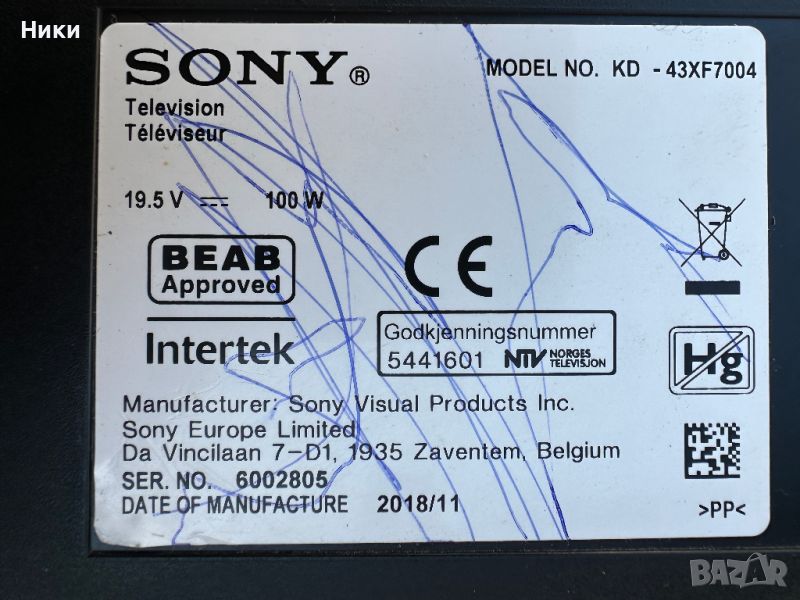 Ники
SONY®
MODEL NO. KD - 43XF7004
Television
Téléviseur
19.5 V 100 W
BEAB
Approved
CE
Intertek
Godkjenningsnummer
5441601 NTV NORGES TELEVISJON
Hg
Manufacturer: Sony Visual Products Inc.
Sony Europe Limited
Da Vincilaan 7-D1, 1935 Zaventem, Belgium
SER. NO. 6002805
DATE OF MANUFACTURE 2018/11
>PP<
BAZAR